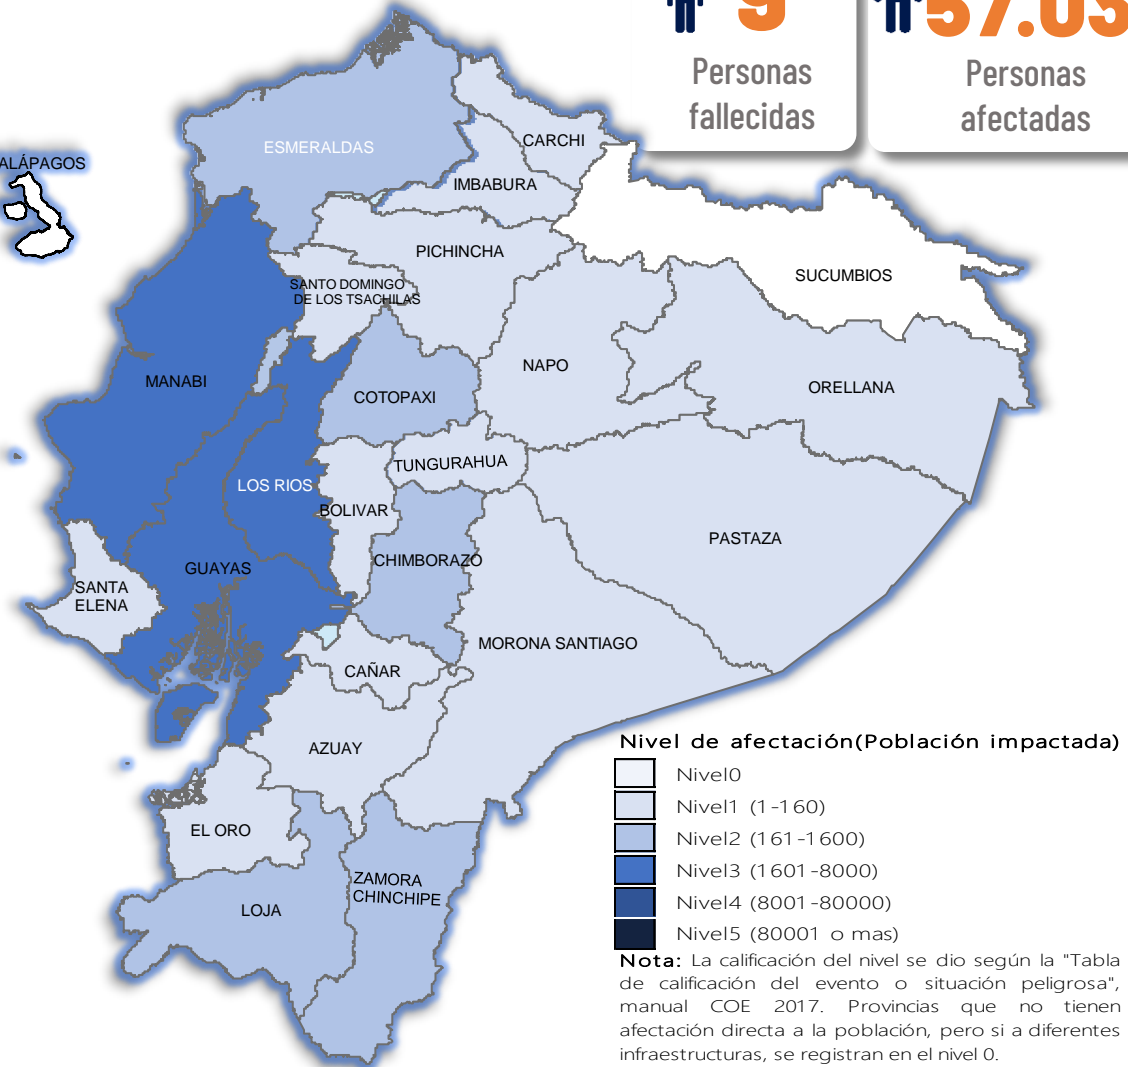 9
57.03
Personas
fallecidas
Personas
afectadas
ALÁPAGOS
ESMERALDAS
CARCHI
IMBABURA
PICHINCHA
SUCUMBIOS
SANTO DOMINGO
DE LOS TSACHILAS
NAPO
ORELLANA
MANABI
COTOPAXI
TUNGURAHUA
LOS RIOS
BOLIVAR
PASTAZA
CHIMBORAZO
GUAYAS
SANTA
ELENA
MORONA SANTIAGO
CAÑAR
AZUAY
EL ORO
ZAMORA
CHINCHIPE
LOJA
Nivel de afectación(Población impactada)
Nivel0
Nivel1 (1-160)
Nivel2 (161-1600)
Nivel3 (1601-8000)
Nivel4 (8001-80000)
Nivel5 (80001 o mas)
Nota: La calificación del nivel se dio según la "Tabla
de calificación del evento o situación peligrosa",
manual COE 2017. Provincias que no tienen
afectación directa a la población, pero si a diferentes
infraestructuras, se registran en el nivel 0.